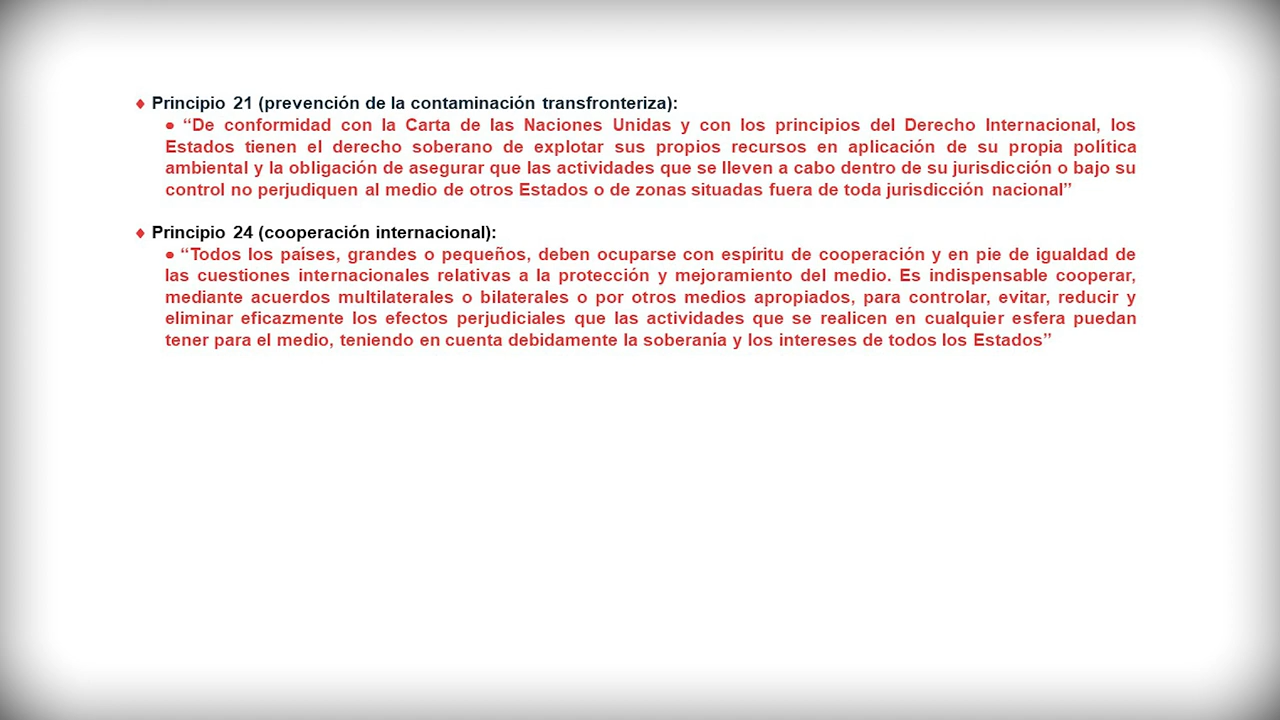 ♦ Principio 21 (prevención de la contaminación transfronteriza):
● “De conformidad con la Carta de las Naciones Unidas y con los principios del Derecho Internacional, los
Estados tienen el derecho soberano de explotar sus propios recursos en aplicación de su propia política
ambiental y la obligación de asegurar que las actividades que se lleven a cabo dentro de su jurisdicción o bajo su
control no perjudiquen al medio de otros Estados o de zonas situadas fuera de toda jurisdicción nacional”
♦ Principio 24 (cooperación internacional):
● “Todos los países, grandes o pequeños, deben ocuparse con espíritu de cooperación y en pie de igualdad de
las cuestiones internacionales relativas a la protección y mejoramiento del medio. Es indispensable cooperar,
mediante acuerdos multilaterales o bilaterales o por otros medios apropiados, para controlar, evitar, reducir y
eliminar eficazmente los efectos perjudiciales que las actividades que se realicen en cualquier esfera puedan
tener para el medio, teniendo en cuenta debidamente la soberanía y los intereses de todos los Estados”